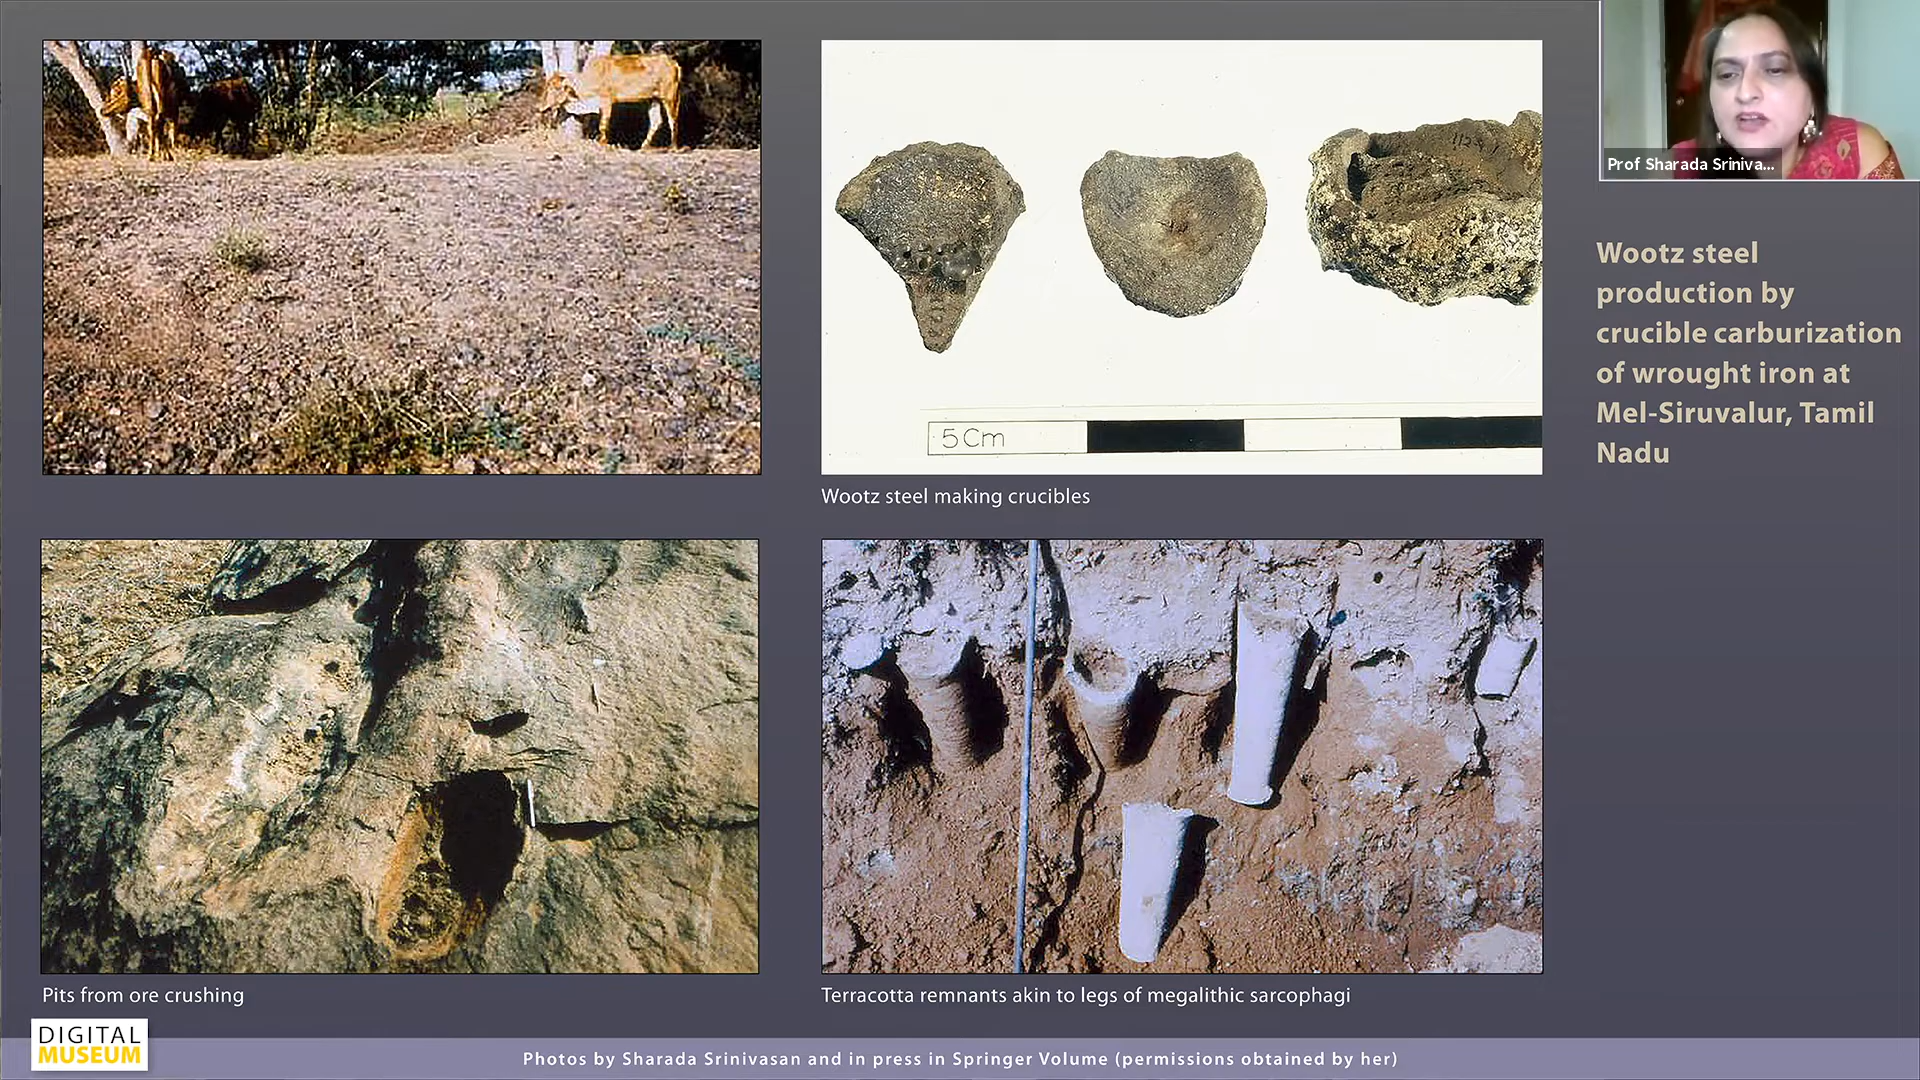 Prof Sharada Sriniva...
Wootz steel
production by
crucible carburization
of wrought iron at
Mel-Siruvalur, Tamil
Nadu
5 Cm
Wootz steel making crucibles
Pits from ore crushing
Terracotta remnants akin to legs of megalithic sarcophagi
DIGITAL
MUSEUM
Photos by Sharada Srinivasan and in press in Springer Volume (permissions obtained by her)